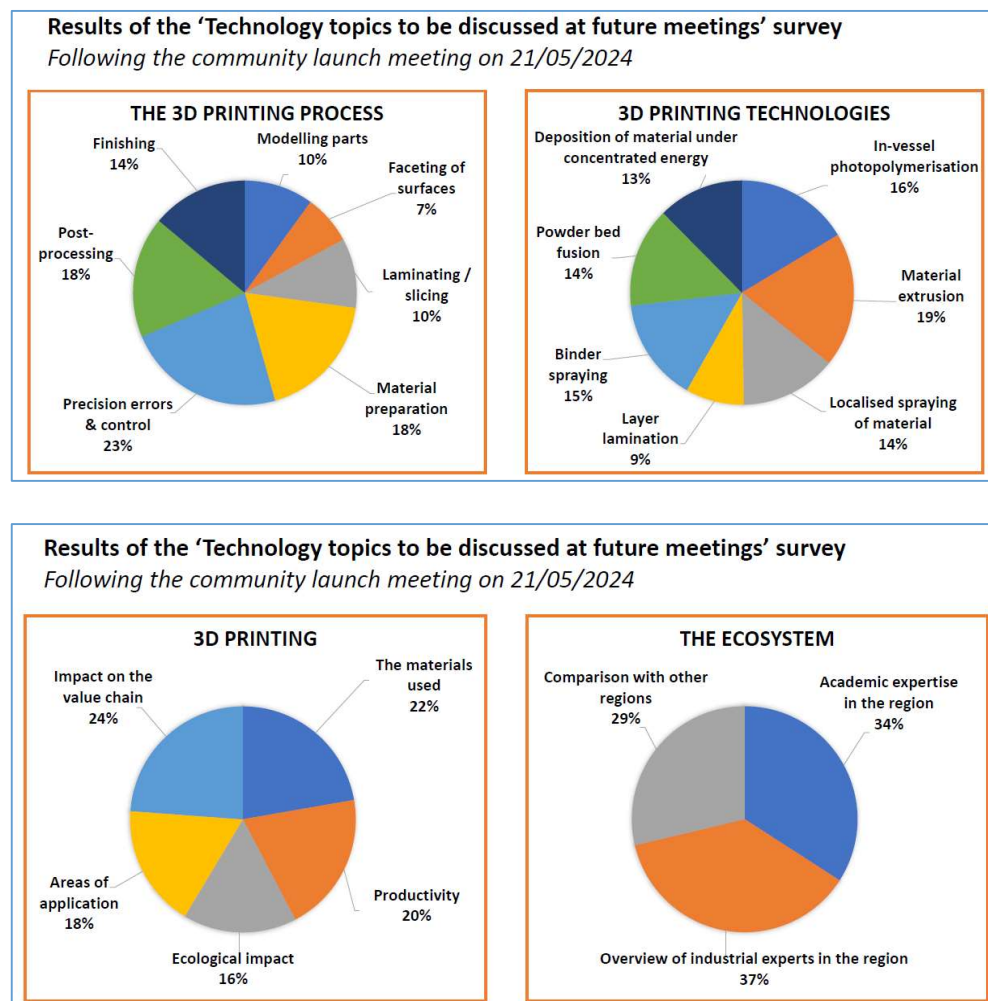 Results of the ‘Technology topics to be discussed at future meetings’ survey
Following the community launch meeting on 21/05/2024
THE 3D PRINTING PROCESS
Finishing
14%
Modelling parts
10%
Faceting of
surfaces
7%
Laminating /
slicing
10%
Material
preparation
18%
Precision errors
& control
23%
Post-
processing
18%
3D PRINTING TECHNOLOGIES
Deposition of material under
concentrated energy
13%
In-vessel
photopolymerisation
16%
Material
extrusion
19%
Localised spraying
of material
14%
Layer
lamination
9%
Binder
spraying
15%
Powder bed
fusion
14%
Results of the ‘Technology topics to be discussed at future meetings’ survey
Following the community launch meeting on 21/05/2024
3D PRINTING
Impact on the
value chain
24%
The materials
used
22%
Productivity
20%
Ecological impact
16%
Areas of
application
18%
THE ECOSYSTEM
Comparison with other
regions
29%
Academic expertise
in the region
34%
Overview of industrial experts in the region
37%